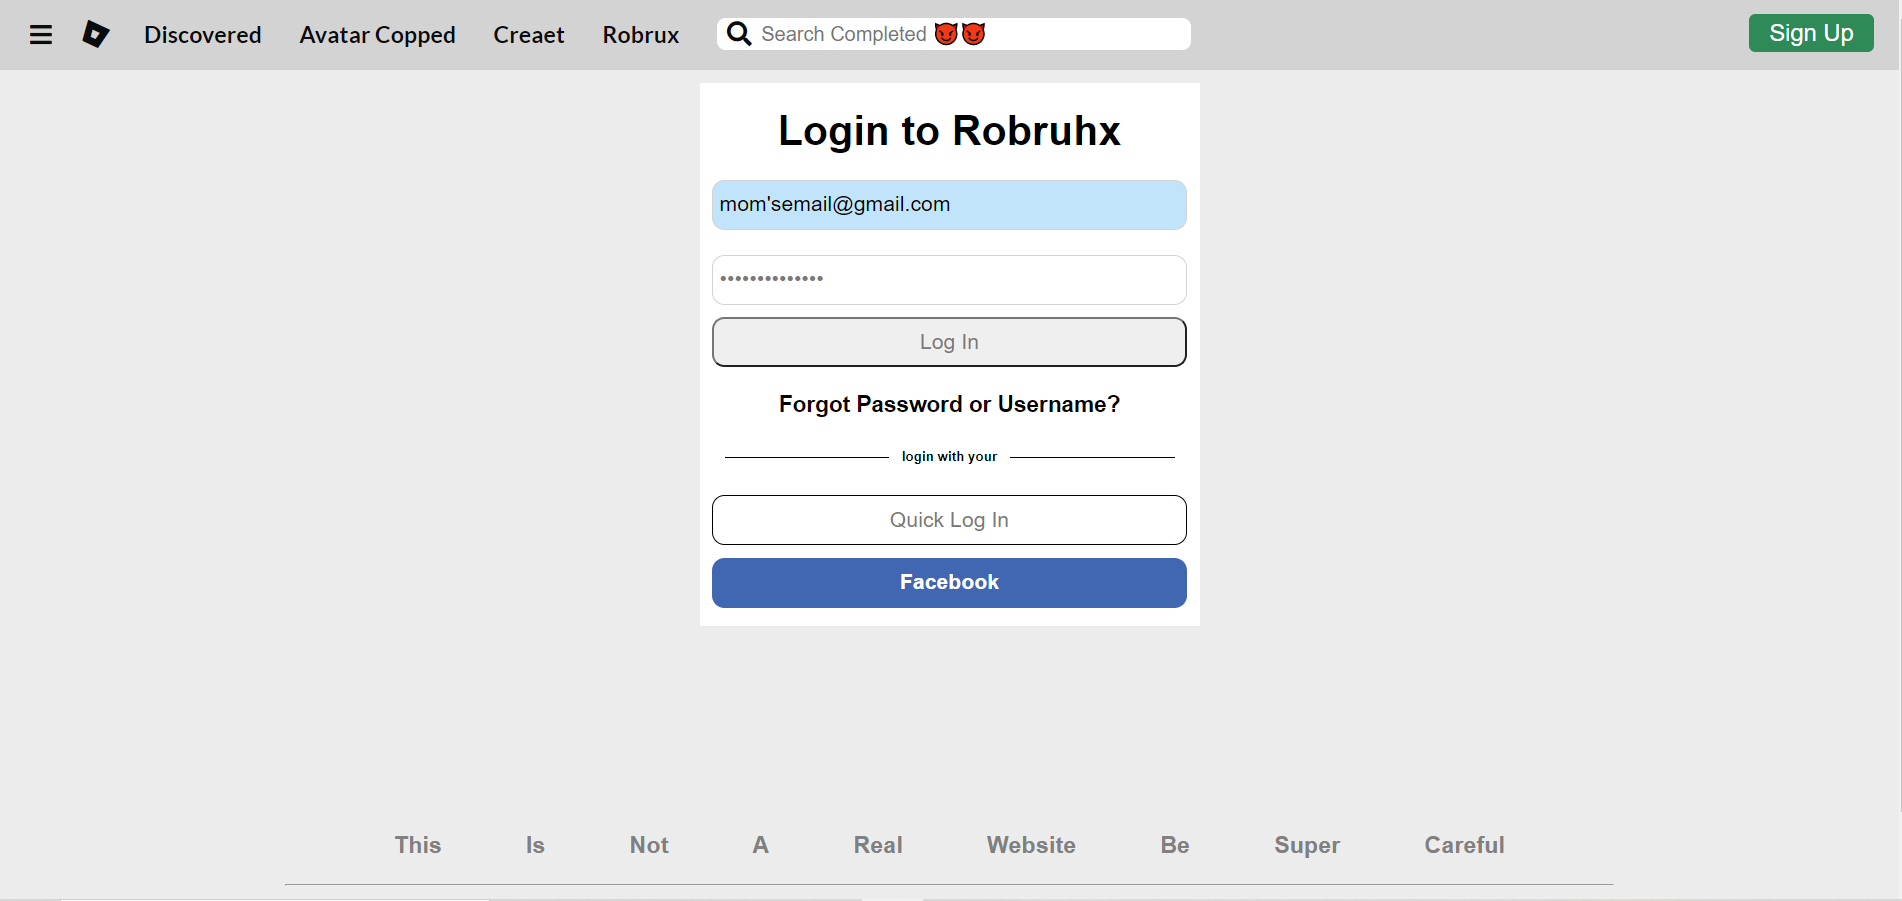 Discovered Avatar Copped Creaet Robrux Search Completed 😈😈 Sign Up
Login to Robruhx
mom'semail@gmail.com
••••••••••••••
Log In
Forgot Password or Username?
login with your
Quick Log In
Facebook
This Is Not A Real Website Be Super Careful